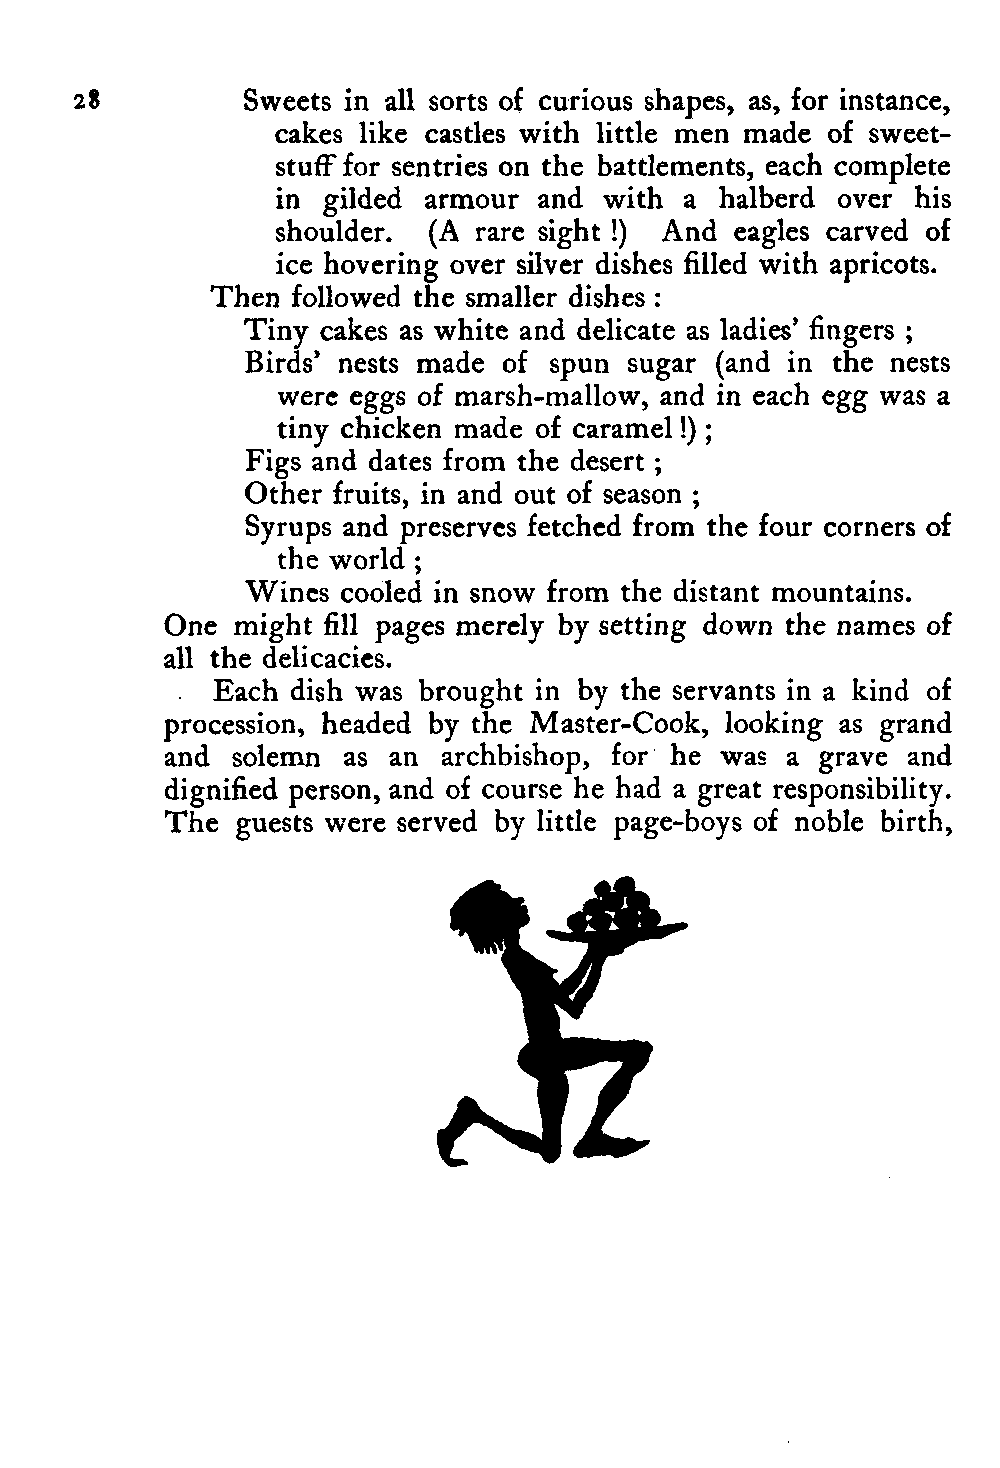 28 Sweets in all sorts of curious shapes, as, for instance,
cakes like castles with little men made of sweet-
stuff for sentries on the battlements, each complete
in gilded armour and with a halberd over his
shoulder. (A rare sight !) And eagles carved of
ice hovering over silver dishes filled with apricots.
Then followed the smaller dishes :
Tiny cakes as white and delicate as ladies' fingers ;
Birds' nests made of spun sugar (and in the nests
were eggs of marsh-mallow, and in each egg was a
tiny chicken made of caramel !) ;
Figs and dates from the desert ;
Other fruits, in and out of season ;
Syrups and preserves fetched from the four corners of
the world ;
Wines cooled in snow from the distant mountains.
One might fill pages merely by setting down the names of
all the delicacies.
Each dish was brought in by the servants in a kind of
procession, headed by the Master-Cook, looking as grand
and solemn as an archbishop, for he was a grave and
dignified person, and of course he had a great responsibility.
The guests were served by little page-boys of noble birth,